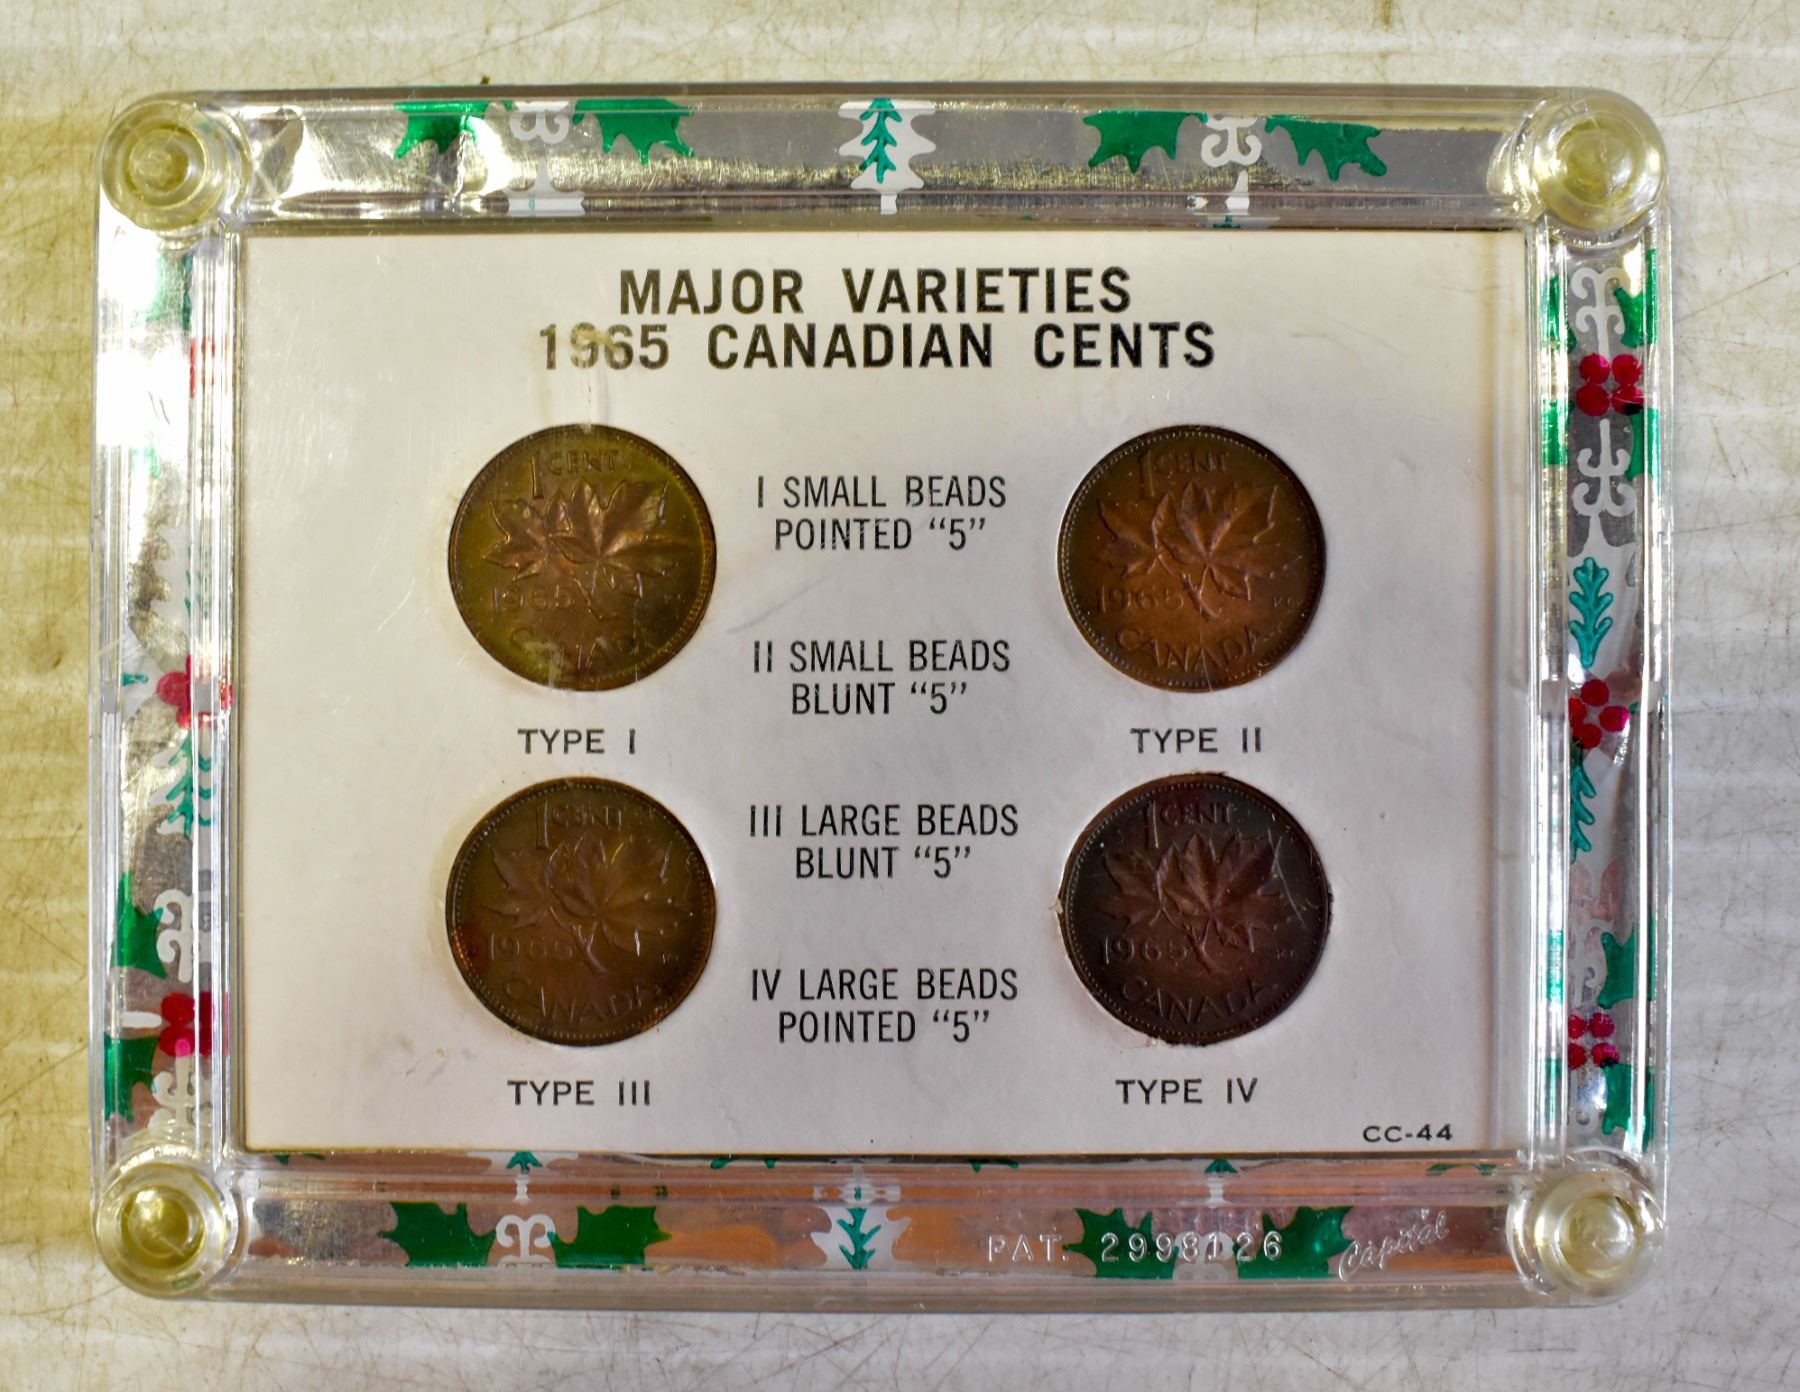 MAJOR VARIETIES
1965 CANADIAN CENTS
1 CENT
1965
CANADA
1 CENT
1965
CANADA
I SMALL BEADS
POINTED "5"
II SMALL BEADS
BLUNT "5"
TYPE I
TYPE II
III LARGE BEADS
BLUNT "5"
IV LARGE BEADS
POINTED "5"
1 CENT
1965
CANADA
1 CENT
1965
CANADA
TYPE III
TYPE IV
CC-44
PAT. 2998126 Capital